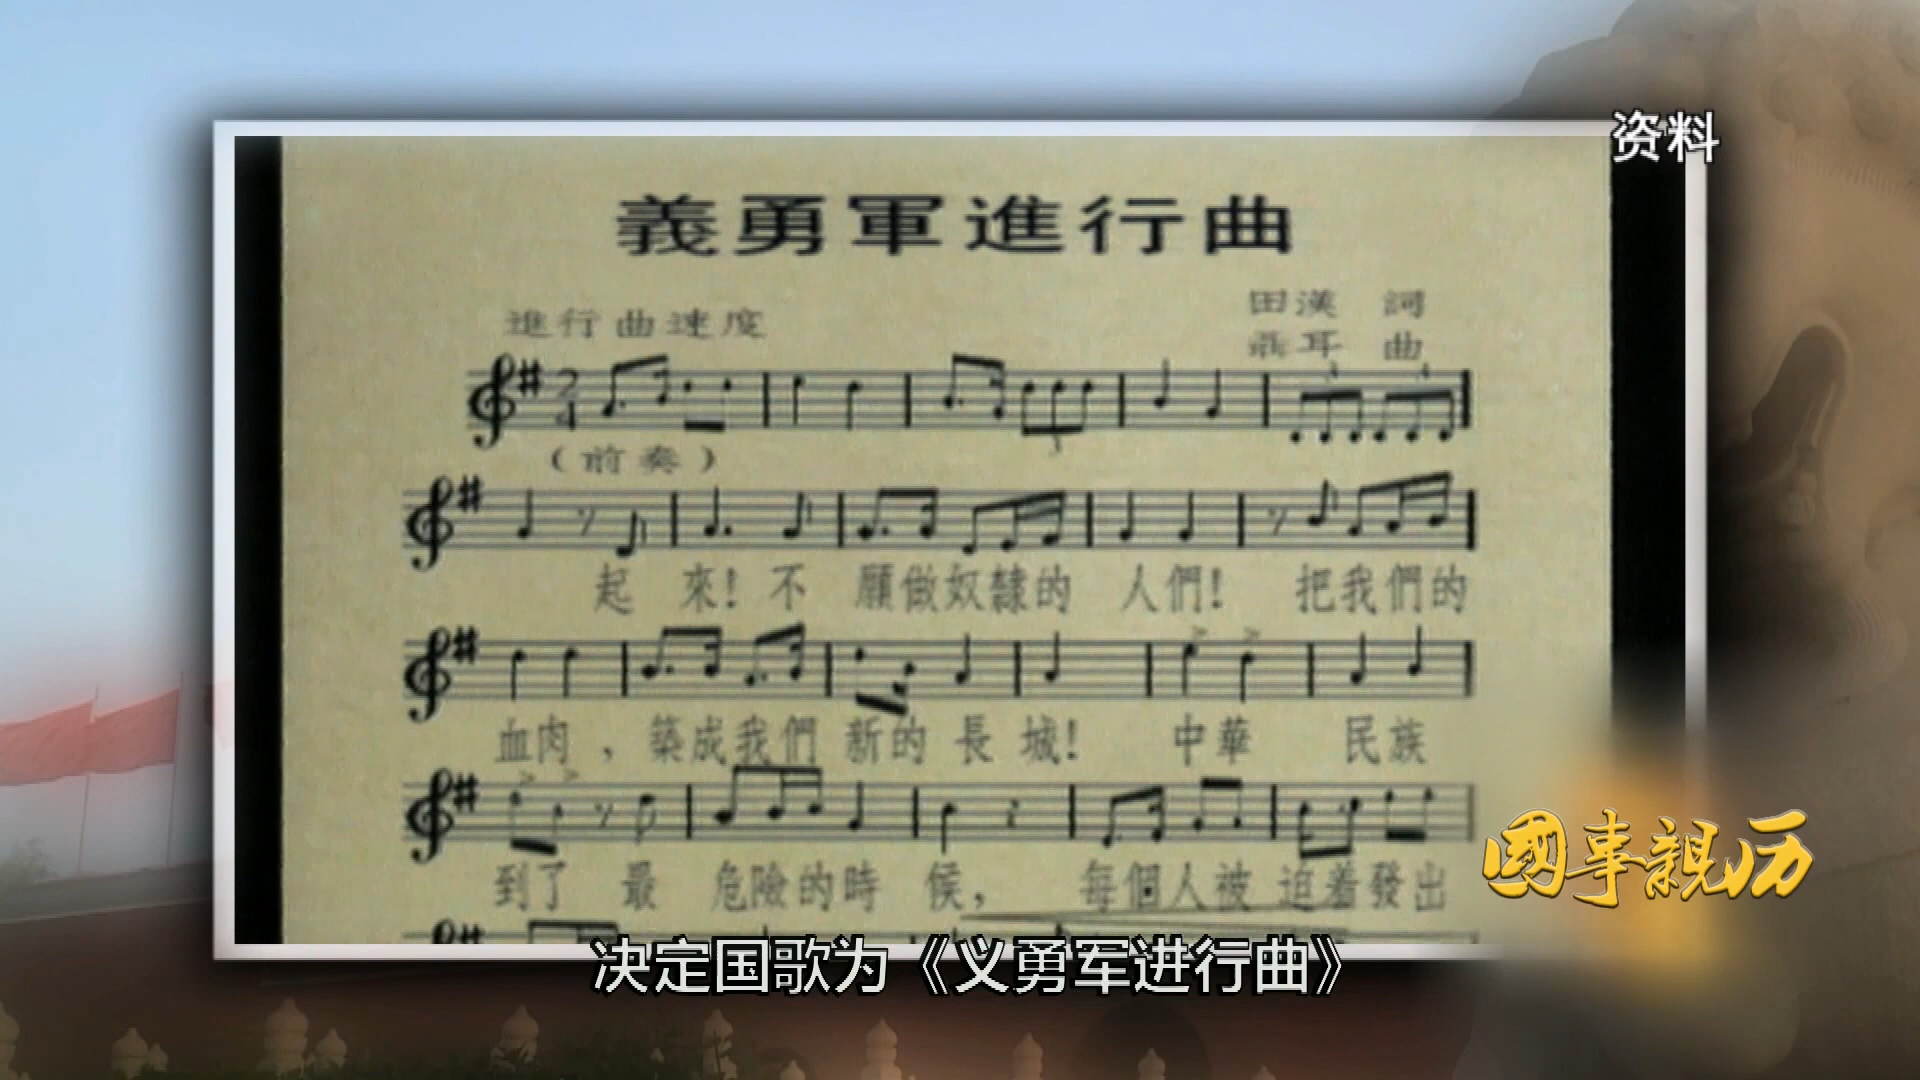 资料
義勇軍進行曲
田漢 詞
進行曲速度
聶耳 曲
(前奏)
起 來! 不 願做奴隸的 人們! 把我們的
血肉，築成我們 新的 長 城! 中華 民族
到了 最 危險的時 候， 每個人被 迫着發出
國事親历
决定国歌为《义勇军进行曲》